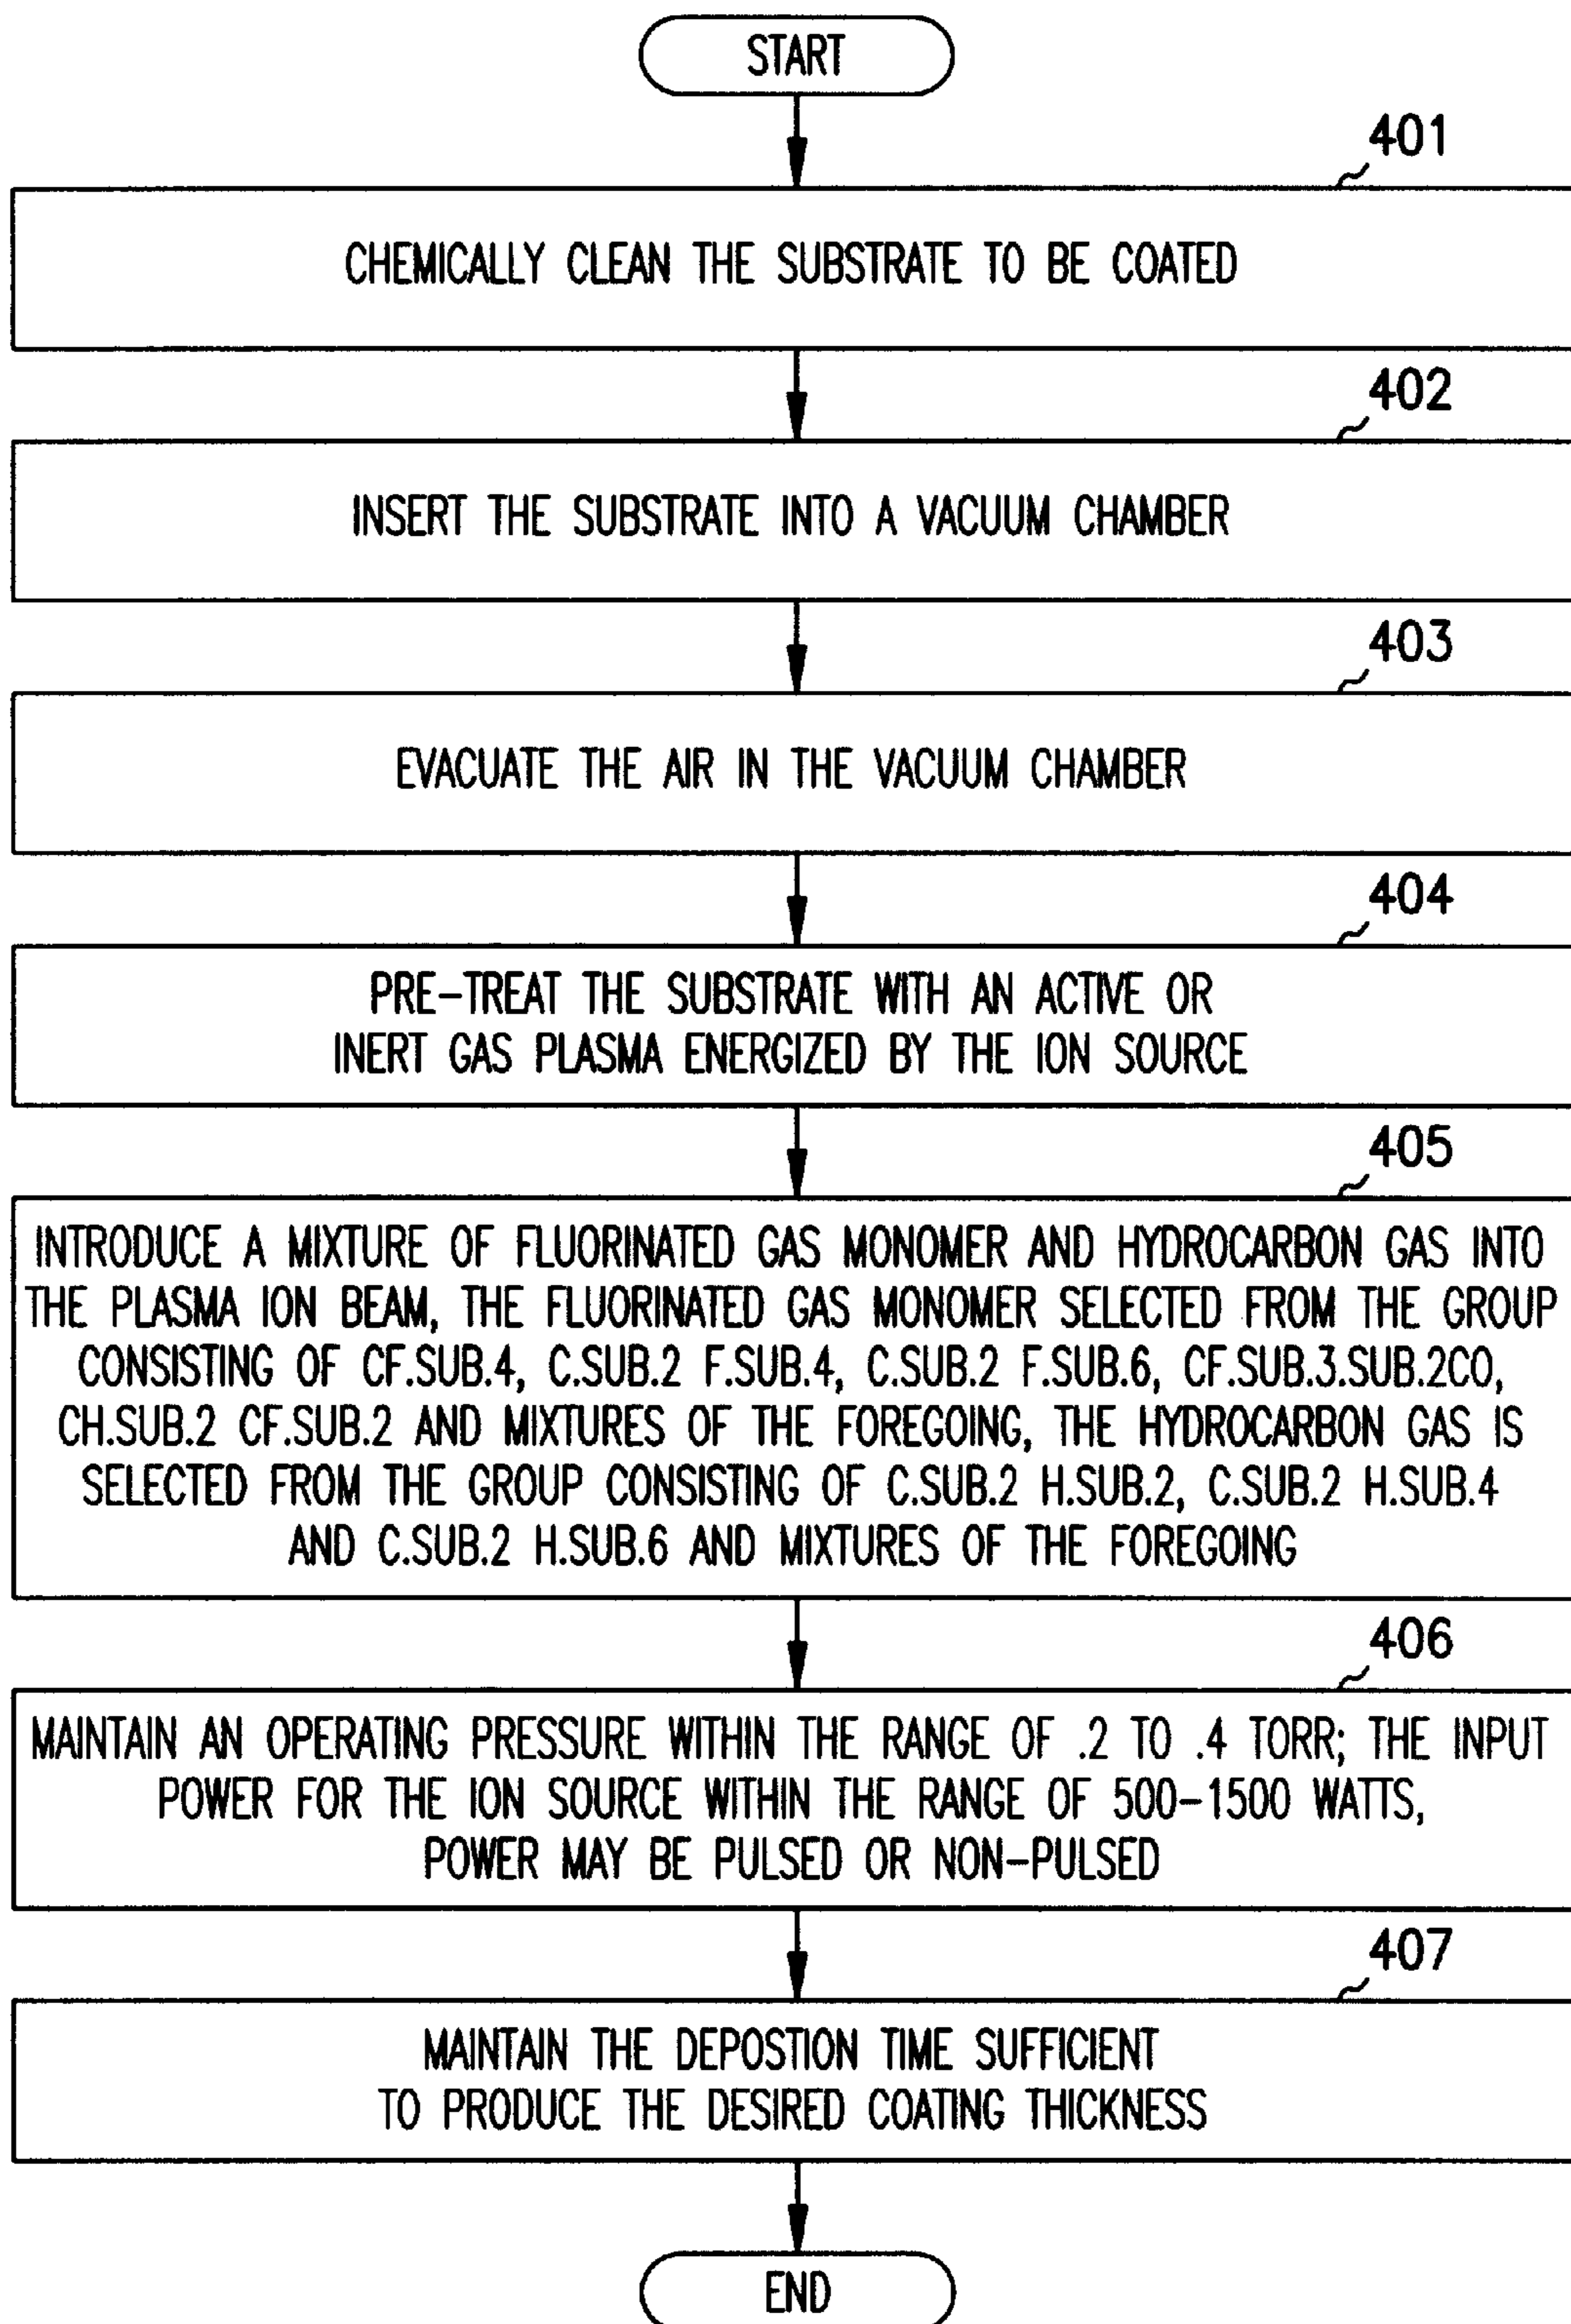 START
401
CHEMICALLY CLEAN THE SUBSTRATE TO BE COATED
402
INSERT THE SUBSTRATE INTO A VACUUM CHAMBER
403
EVACUATE THE AIR IN THE VACUUM CHAMBER
404
PRE-TREAT THE SUBSTRATE WITH AN ACTIVE OR
INERT GAS PLASMA ENERGIZED BY THE ION SOURCE
405
INTRODUCE A MIXTURE OF FLUORINATED GAS MONOMER AND HYDROCARBON GAS INTO
THE PLASMA ION BEAM, THE FLUORINATED GAS MONOMER SELECTED FROM THE GROUP
CONSISTING OF CF.SUB.4, C.SUB.2 F.SUB.4, C.SUB.2 F.SUB.6, CF.SUB.3.SUB.2CO,
CH.SUB.2 CF.SUB.2 AND MIXTURES OF THE FOREGOING, THE HYDROCARBON GAS IS
SELECTED FROM THE GROUP CONSISTING OF C.SUB.2 H.SUB.2, C.SUB.2 H.SUB.4
AND C.SUB.2 H.SUB.6 AND MIXTURES OF THE FOREGOING
406
MAINTAIN AN OPERATING PRESSURE WITHIN THE RANGE OF .2 TO .4 TORR; THE INPUT
POWER FOR THE ION SOURCE WITHIN THE RANGE OF 500-1500 WATTS,
POWER MAY BE PULSED OR NON-PULSED
407
MAINTAIN THE DEPOSTION TIME SUFFICIENT
TO PRODUCE THE DESIRED COATING THICKNESS
END